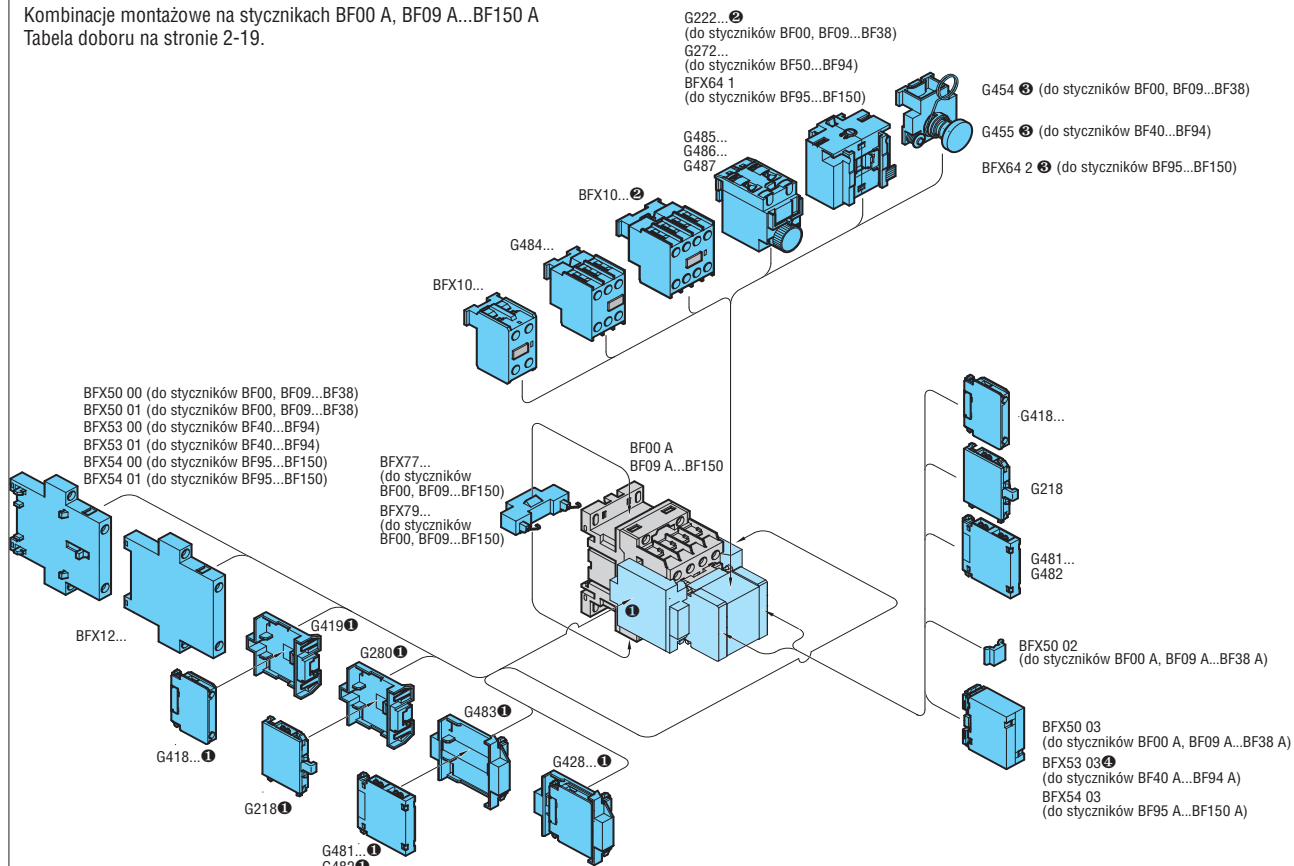 Kombinacje montażowe na stycznikach BF00 A, BF09 A...BF150 A
Tabela doboru na stronie 2-19.
G222...❷
(do styczników BF00, BF09...BF38)
G272...
(do styczników BF50...BF94)
BFX64 1
(do styczników BF95...BF150)
G454 ❸ (do styczników BF00, BF09...BF38)
G455 ❸ (do styczników BF40...BF94)
BFX64 2 ❸ (do styczników BF95...BF150)
G485...
G486...
G487
BFX10...❷
G484...
BFX10...
BFX50 00 (do styczników BF00, BF09...BF38)
BFX50 01 (do styczników BF00, BF09...BF38)
BFX53 00 (do styczników BF40...BF94)
BFX53 01 (do styczników BF40...BF94)
BFX54 00 (do styczników BF95...BF150)
BFX54 01 (do styczników BF95...BF150)
BFX77...
(do styczników
BF00, BF09...BF150)
BFX79...
(do styczników
BF00, BF09...BF150)
BF00 A
BF09 A...BF150
❶
G418...
G218
G481...
G482
BFX50 02
(do styczników BF00 A, BF09 A...BF38 A)
BFX50 03
(do styczników BF00 A, BF09 A...BF38 A)
BFX53 03❹
(do styczników BF40 A...BF94 A)
BFX54 03
(do styczników BF95 A...BF150 A)
BFX12...
G419❶
G280❶
G483❶
G428...❶
G418...❶
G218❶
G481...❶
G482❶